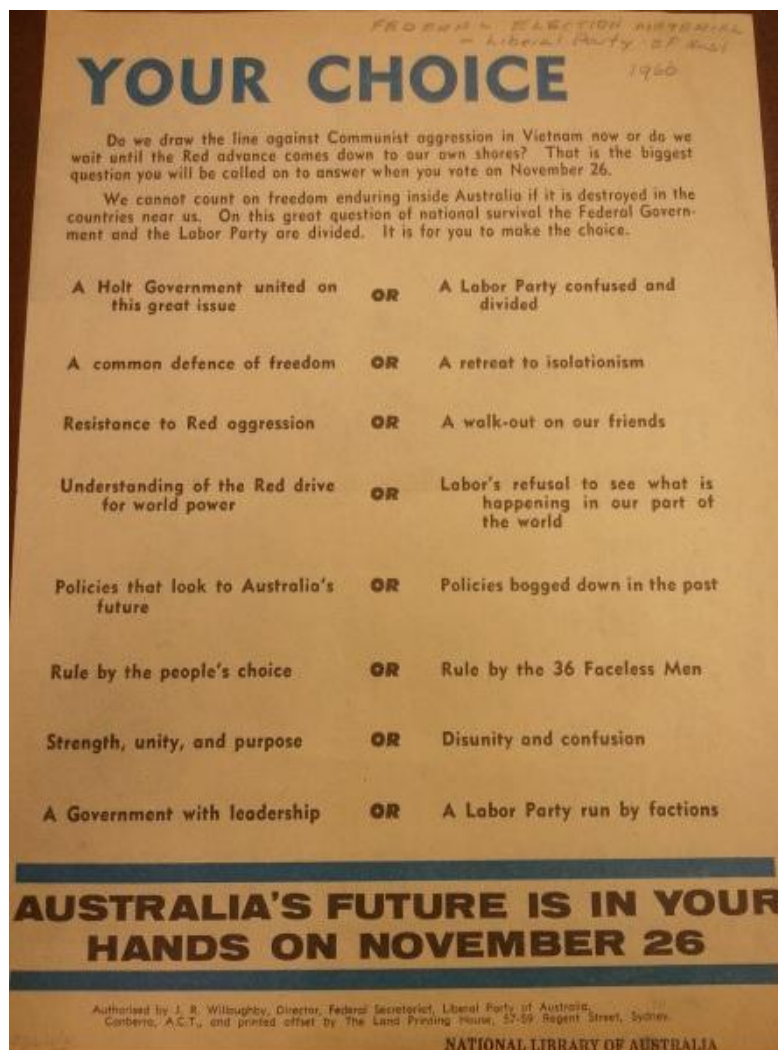 FEDERAL ELECTION MATERIAL
- Liberal Party of Aust
1966
YOUR CHOICE
Do we draw the line against Communist aggression in Vietnam now or do we
wait until the Red advance comes down to our own shores? That is the biggest
question you will be called on to answer when you vote on November 26.
We cannot count on freedom enduring inside Australia if it is destroyed in the
countries near us. On this great question of national survival the Federal Govern-
ment and the Labor Party are divided. It is for you to make the choice.
A Holt Government united on
this great issue
OR
A Labor Party confused and
divided
A common defence of freedom OR A retreat to isolationism
Resistance to Red aggression OR A walk-out on our friends
Understanding of the Red drive
for world power
OR
Labor's refusal to see what is
happening in our part of
the world
Policies that look to Australia's
future
OR
Policies bogged down in the past
Rule by the people's choice OR Rule by the 36 Faceless Men
Strength, unity, and purpose OR Disunity and confusion
A Government with leadership OR A Labor Party run by factions
AUSTRALIA'S FUTURE IS IN YOUR
HANDS ON NOVEMBER 26
Authorised by J. R. Willoughby, Director, Federal Secretariat, Liberal Party of Australia,
Canberra, A.C.T., and printed offset by The Land Printing House, 57-59 Regent Street, Sydney.
NATIONAL LIBRARY OF AUSTRALIA